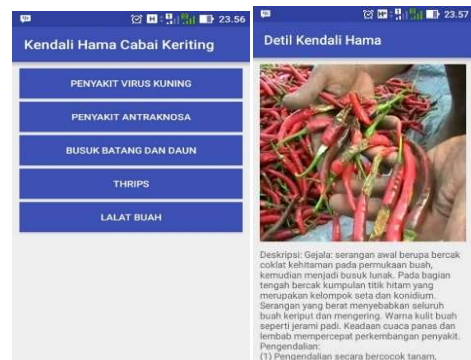 23.56
Kendali Hama Cabai Keriting
PENYAKIT VIRUS KUNING
PENYAKIT ANTRAKNOSA
BUSUK BATANG DAN DAUN
THRIPS
LALAT BUAH
23.57
Detil Kendali Hama
Deskripsi: Gejala: serangan awal berupa bercak
coklat kehitaman pada permukaan buah,
kemudian menjadi busuk lunak. Pada bagian
tengah bercak kumpulan titik hitam yang
merupakan kelompok seta dan konidium.
Serangan yang berat menyebabkan seluruh
buah keriput dan mengering. Warna kulit buah
seperti jerami padi. Keadaan cuaca panas dan
lembab mempercepat perkembangan penyakit.
Pengendalian:
(1) Pengendalian secara bercocok tanam,